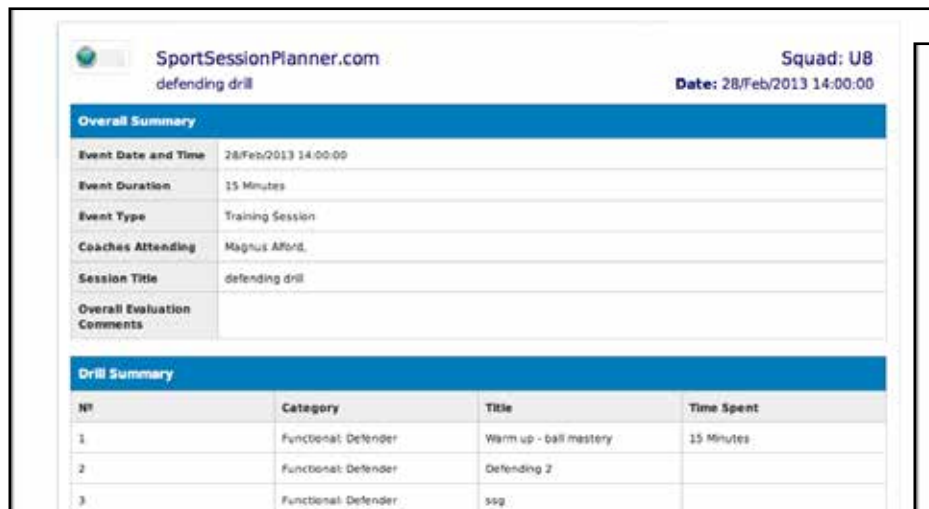 SportSessionPlanner.com
defending drill
Squad: U8
Date: 28/Feb/2013 14:00:00
Overall Summary
Event Date and Time 28/Feb/2013 14:00:00
Event Duration 15 Minutes
Event Type Training Session
Coaches Attending Magnus Alford,
Session Title defending drill
Overall Evaluation
Comments
Drill Summary
Nº Category Title Time Spent
1 Functional: Defender Warm up - ball mastery 15 Minutes
2 Functional: Defender Defending 2
3 Functional: Defender ssg